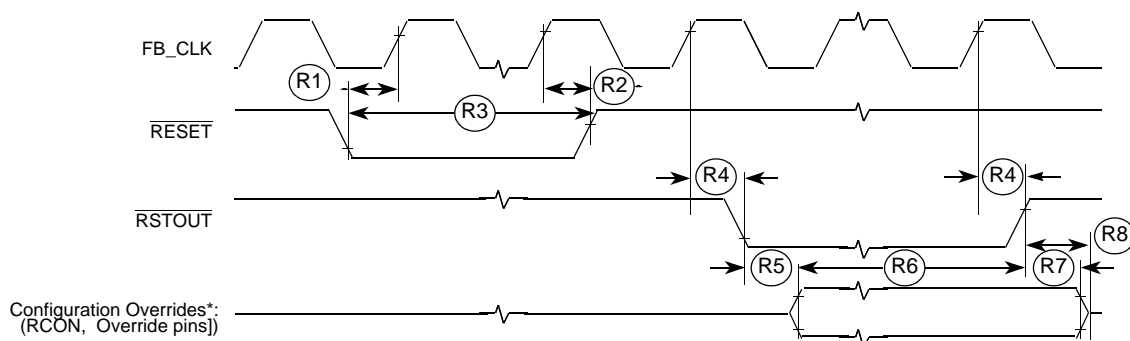 FB_CLK
R1
R2
R3
RESET
R4
R4
RSTOUT
R8
R5
R6
R7
Configuration Overrides*:
(RCON, Override pins])